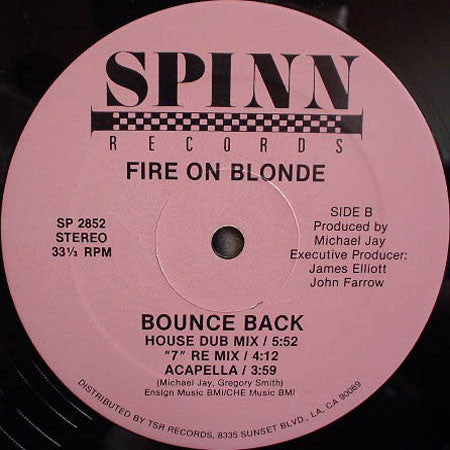 SPINN
RECORDS
FIRE ON BLONDE
SP 2852
STEREO
33⅓ RPM
SIDE B
Produced by
Michael Jay
Executive Producer:
James Elliott
John Farrow
BOUNCE BACK
HOUSE DUB MIX / 5:52
"7" RE MIX / 4:12
ACAPELLA / 3:59
(Michael Jay, Gregory Smith)
Ensign Music BMI/CHE Music BMI
DISTRIBUTED BY TSR RECORDS, 8335 SUNSET BLVD., LA, CA 90069